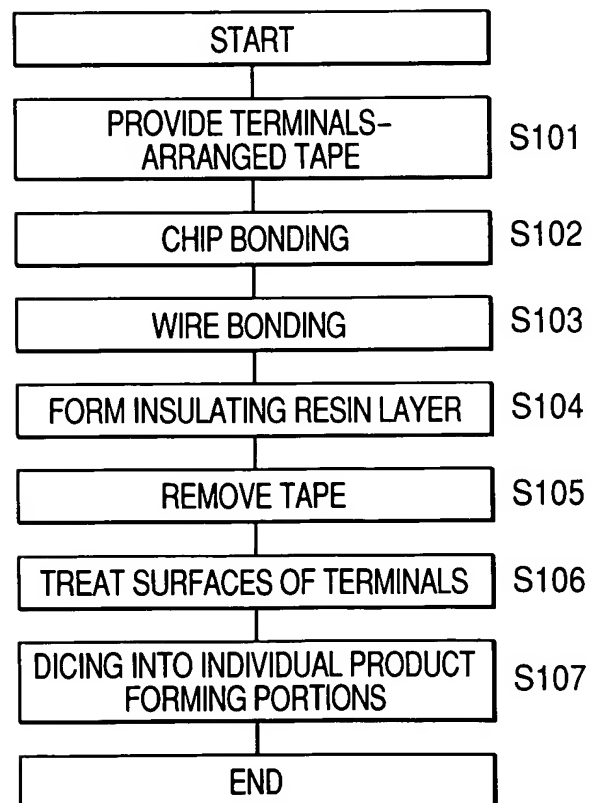 START
PROVIDE TERMINALS-
ARRANGED TAPE
S101
CHIP BONDING
S102
WIRE BONDING
S103
FORM INSULATING RESIN LAYER
S104
REMOVE TAPE
S105
TREAT SURFACES OF TERMINALS
S106
DICING INTO INDIVIDUAL PRODUCT
FORMING PORTIONS
S107
END